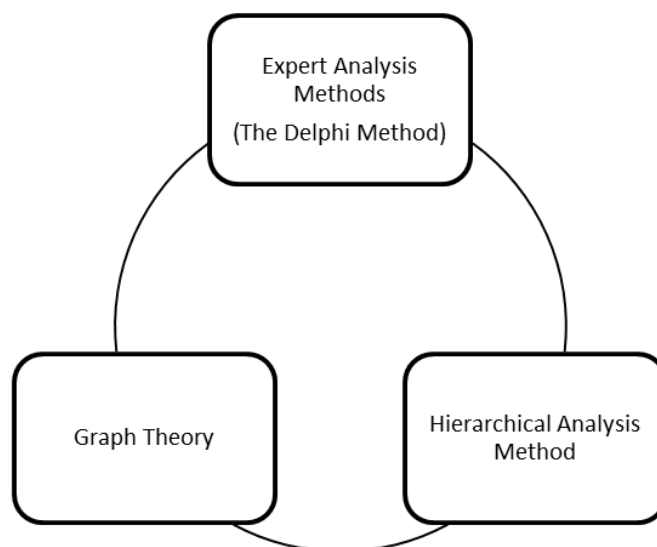 Expert Analysis
Methods
(The Delphi Method)
Graph Theory
Hierarchical Analysis
Method